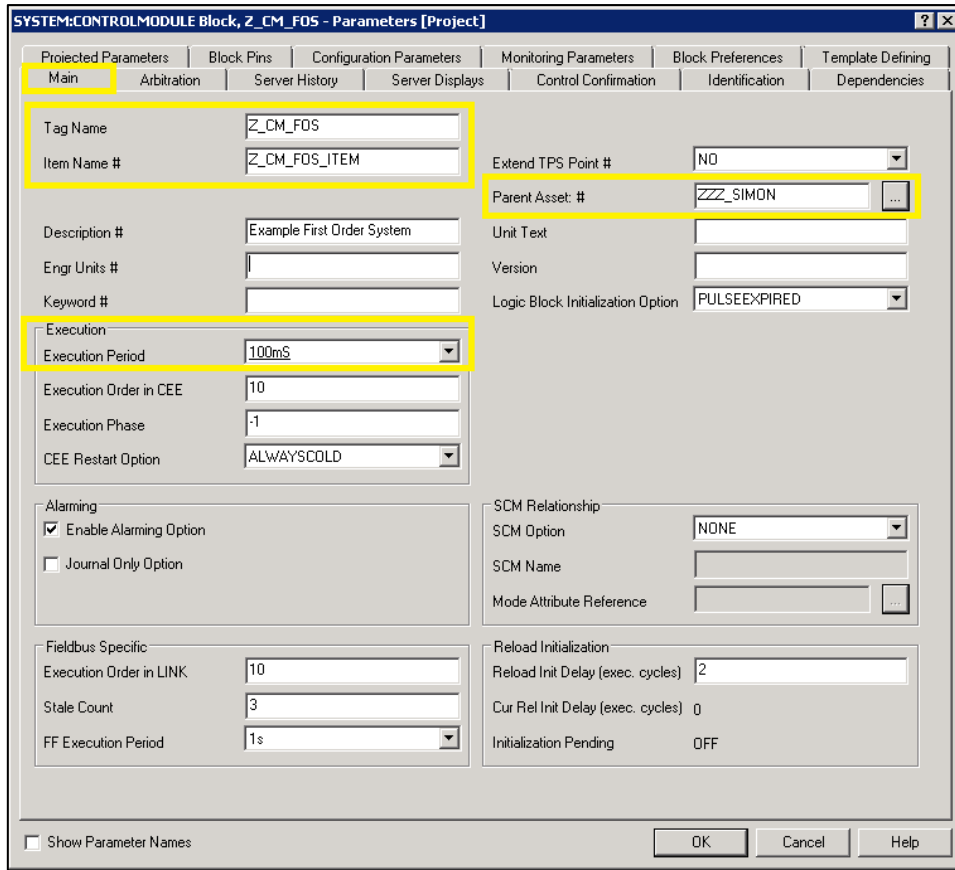 SYSTEM:CONTROLMODULE Block, Z_CM_FOS - Parameters [Project]
Projected Parameters Block Pins Configuration Parameters Monitoring Parameters Block Preferences Template Defining
Main Arbitration Server History Server Displays Control Confirmation Identification Dependencies
Tag Name Z_CM_FOS
Item Name # Z_CM_FOS_ITEM Extend TPS Point # NO
Parent Asset: # ZZZ_SIMON ...
Description # Example First Order System Unit Text
Engr Units # Version
Keyword # Logic Block Initialization Option PULSEEXPIRED
Execution
Execution Period 100mS
Execution Order in CEE 10
Execution Phase -1
CEE Restart Option ALWAYSCOLD
Alarming SCM Relationship
Enable Alarming Option SCM Option NONE
Journal Only Option SCM Name
Mode Attribute Reference ...
Fieldbus Specific Reload Initialization
Execution Order in LINK 10 Reload Init Delay (exec. cycles) 2
Stale Count 3 Cur Rel Init Delay (exec. cycles) 0
FF Execution Period 1s Initialization Pending OFF
Show Parameter Names OK Cancel Help